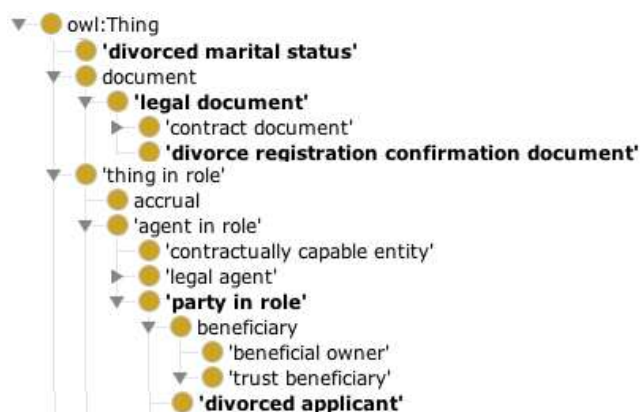 owl:Thing
'divorced marital status'
document
'legal document'
'contract document'
'divorce registration confirmation document'
'thing in role'
accrual
'agent in role'
'contractually capable entity'
'legal agent'
'party in role'
beneficiary
'beneficial owner'
'trust beneficiary'
'divorced applicant'